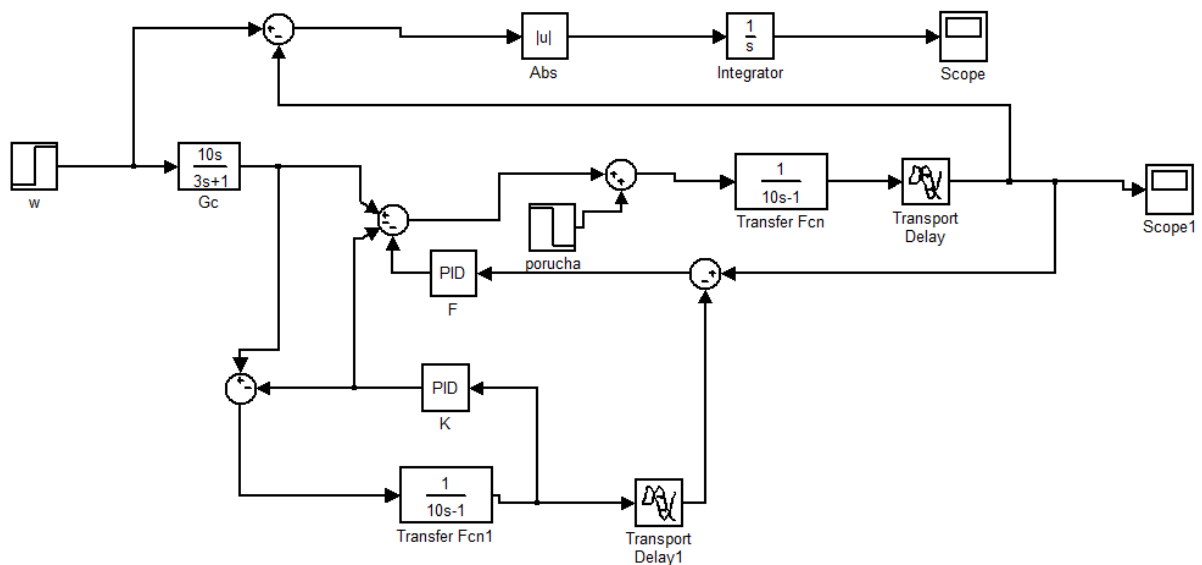 |u|
Abs
1
s
Integrator
Scope
w
10s
3s+1
Gc
1
10s-1
Transfer Fcn
Transport
Delay
Scope1
porucha
PID
F
PID
K
1
10s-1
Transfer Fcn1
Transport
Delay1